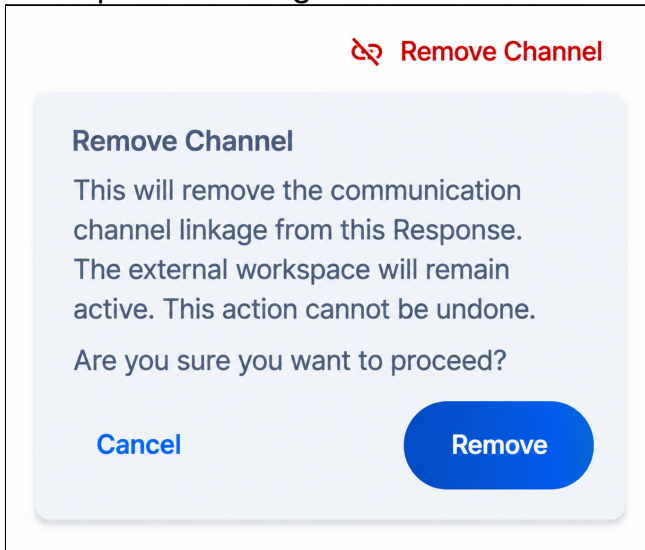 Remove Channel
Remove Channel
This will remove the communication
channel linkage from this Response.
The external workspace will remain
active. This action cannot be undone.
Are you sure you want to proceed?
Cancel
Remove